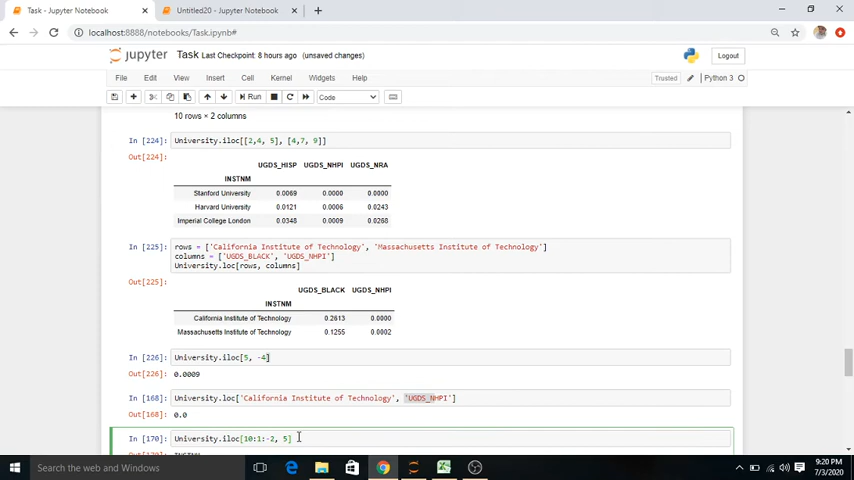 Task - Jupyter Notebook
Untitled20 - Jupyter Notebook
localhost:8888/notebooks/Task.ipynb#
jupyter Task Last Checkpoint: 8 hours ago (unsaved changes)
Logout
File Edit View Insert Cell Kernel Widgets Help
Trusted
Python 3
Run
Code
10 rows × 2 columns
In [224]: University.iloc[[2,4, 5], [4,7, 9]]
Out[224]:
UGDS_HISP UGDS_NHPI UGDS_NRA
INSTNM
Stanford University 0.0069 0.0000 0.0000
Harvard University 0.0121 0.0006 0.0243
Imperial College London 0.0348 0.0009 0.0268
In [225]: rows = ['California Institute of Technology', 'Massachusetts Institute of Technology']
columns = ['UGDS_BLACK', 'UGDS_NHPI']
University.loc[rows, columns]
Out[225]:
UGDS_BLACK UGDS_NHPI
INSTNM
California Institute of Technology 0.2613 0.0000
Massachusetts Institute of Technology 0.1255 0.0002
In [226]: University.iloc[5, -4]
Out[226]: 0.0009
In [168]: University.loc['California Institute of Technology', 'UGDS_NHPI']
Out[168]: 0.0
In [170]: University.iloc[10:1:-2, 5]
Out[170]: INSTNM
Search the web and Windows
9:20 PM
7/3/2020